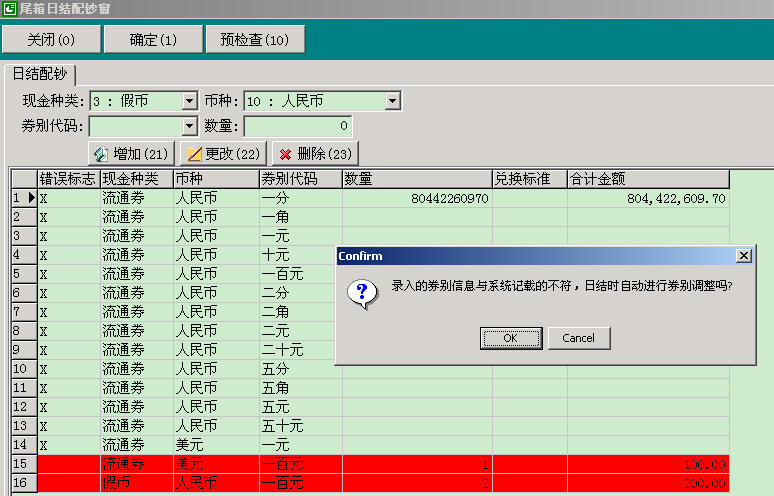 尾箱日结配钞窗
关闭(0) 确定(1) 预检查(10)
日结配钞
现金种类: 3 : 假币 币种: 10 : 人民币
券别代码: 数量: 0
增加(21) 更改(22) 删除(23)
错误标志 现金种类 币种 券别代码 数量 兑换标准 合计金额
1 X 流通券 人民币 一分 80442260970 804,422,609.70
2 X 流通券 人民币 一角
3 X 流通券 人民币 一元
4 X 流通券 人民币 十元
5 X 流通券 人民币 一百元
6 X 流通券 人民币 二分
7 X 流通券 人民币 二角
8 X 流通券 人民币 二元
9 X 流通券 人民币 二十元
10 X 流通券 人民币 五分
11 X 流通券 人民币 五角
12 X 流通券 人民币 五元
13 X 流通券 人民币 五十元
14 X 流通券 美元 一元
15 流通券 美元 一百元 1 100.00
16 假币 人民币 一百元 2 200.00
Confirm
录入的券别信息与系统记载的不符，日结时自动进行券别调整吗?
OK Cancel